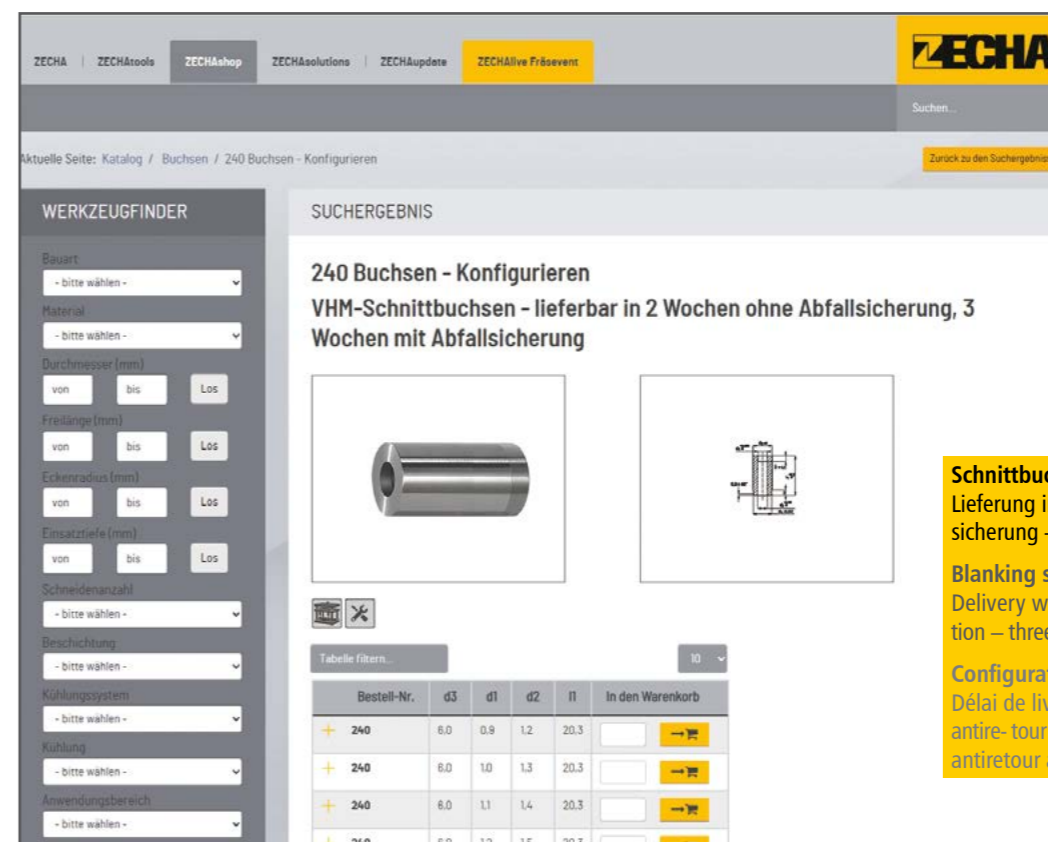 ZECHA | ZECHAtools ZECHAshop ZECHAsolutions | ZECHAupdate ZECHAlive Fräsevent
ZECHA
Suchen...
Aktuelle Seite: Katalog / Buchsen / 240 Buchsen - Konfigurieren
Zurück zu den Suchergebnis
WERKZEUGFINDER
Bauart
- bitte wählen -
Material
- bitte wählen -
Durchmesser (mm)
von bis Los
Freilänge (mm)
von bis Los
Eckenradius (mm)
von bis Los
Einsatztiefe (mm)
von bis Los
Schneidenanzahl
- bitte wählen -
Beschichtung
- bitte wählen -
Kühlungssystem
- bitte wählen -
Kühlung
- bitte wählen -
Anwendungsbereich
- bitte wählen -
SUCHERGEBNIS
240 Buchsen - Konfigurieren
VHM-Schnittbuchsen - lieferbar in 2 Wochen ohne Abfallsicherung, 3
Wochen mit Abfallsicherung
Tabelle filtern...
10
Bestell-Nr. d3 d1 d2 l1 In den Warenkorb
+ 240 6.0 0.9 1.2 20.3
+ 240 6.0 1.0 1.3 20.3
+ 240 6.0 1.1 1.4 20.3
Schnittbuc
Lieferung i
sicherung -
Blanking s
Delivery w
tion – three
Configurat
Délai de liv
antire- tour
antiretour a